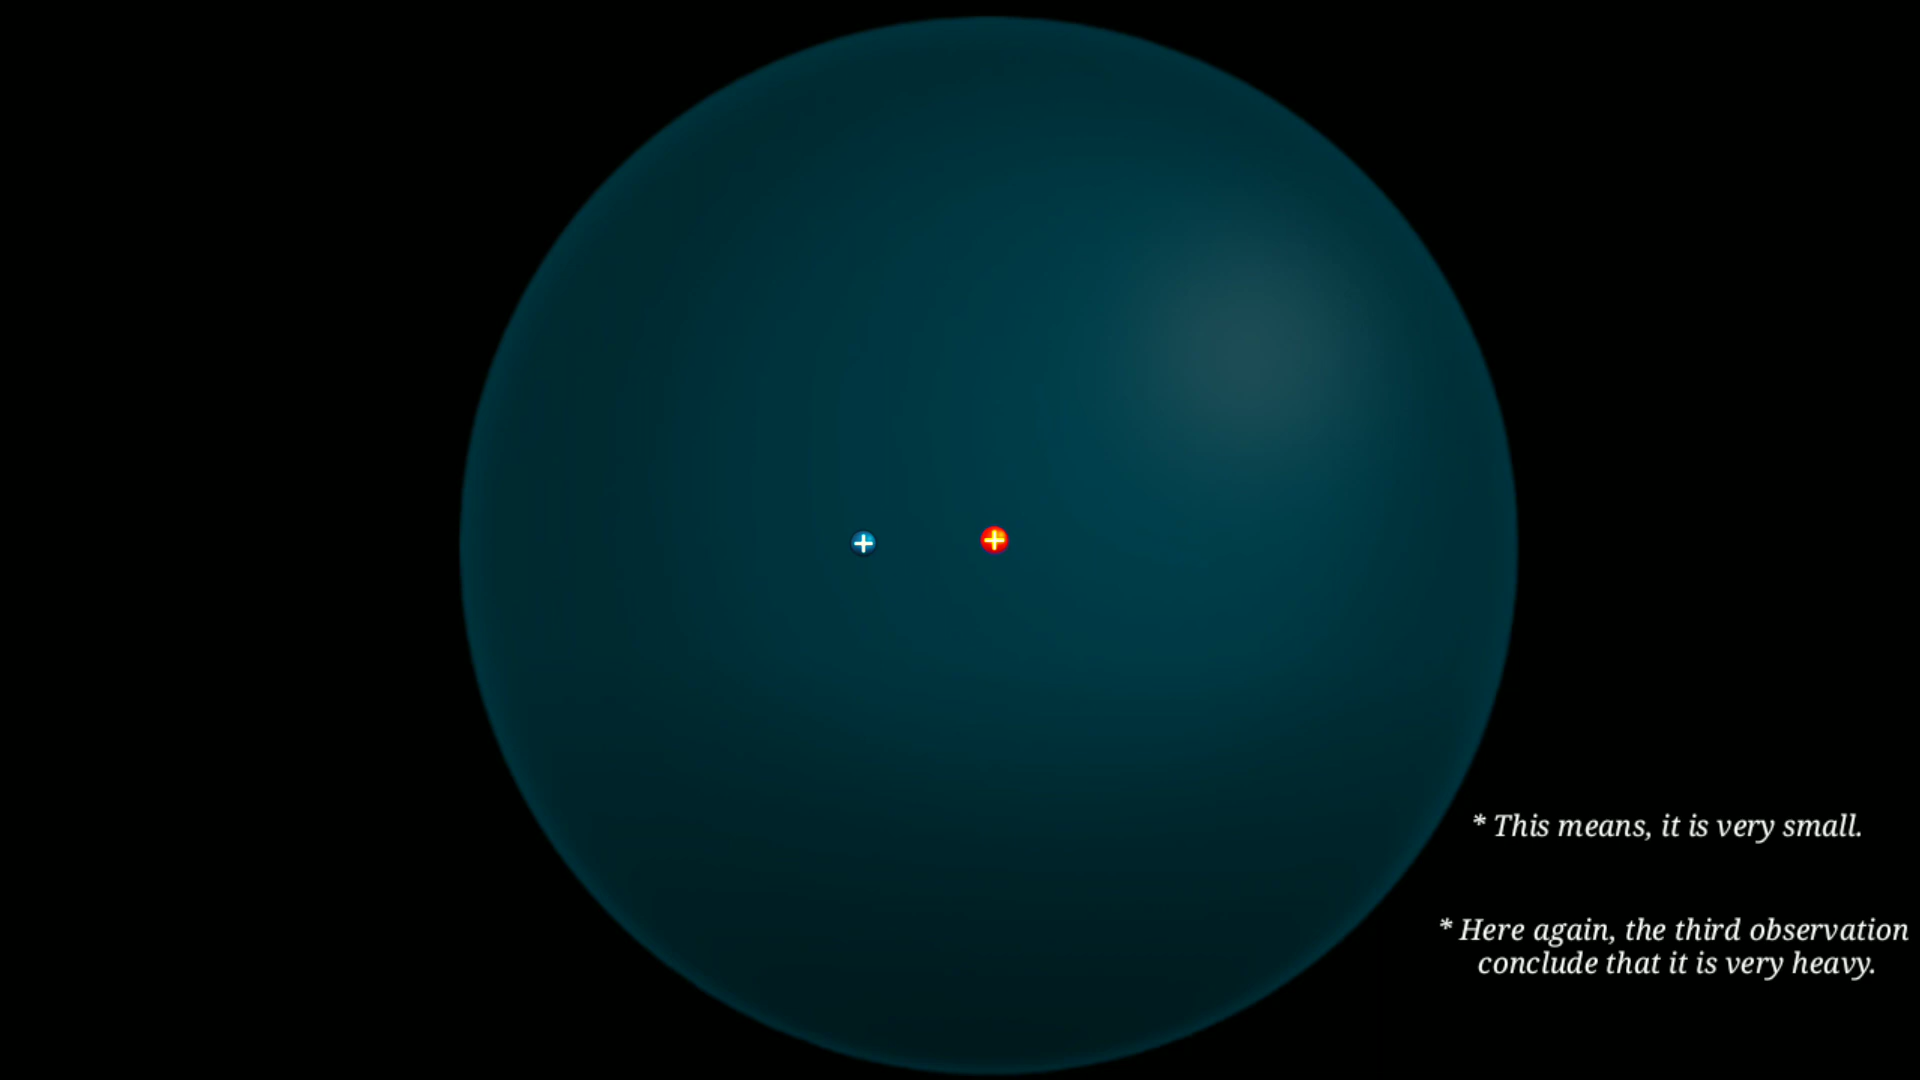 * This means, it is very small.
* Here again, the third observation
conclude that it is very heavy.